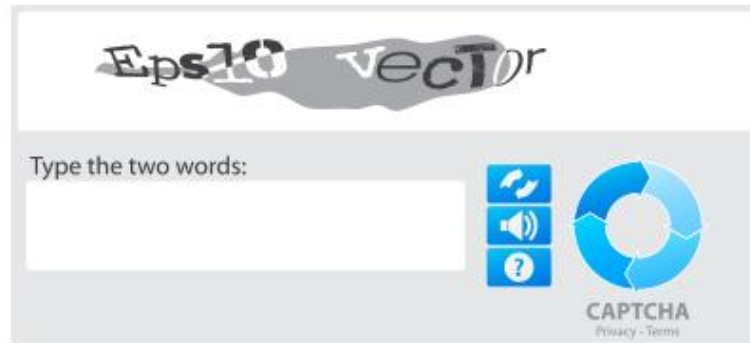 Eps10 vector
Type the two words:
?
CAPTCHA
Privacy - Terms